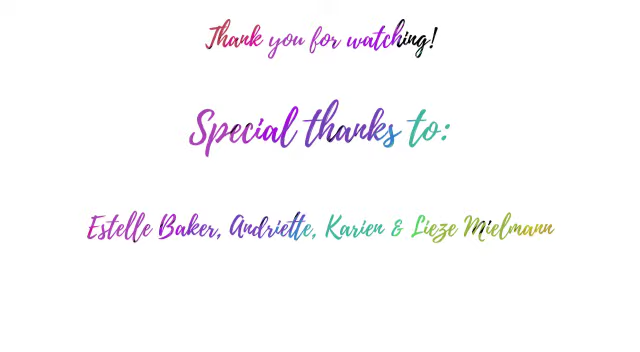 Thank you for watching!
Special thanks to:
Estelle Baker, Andriette, Karien & Lieze Mielmann